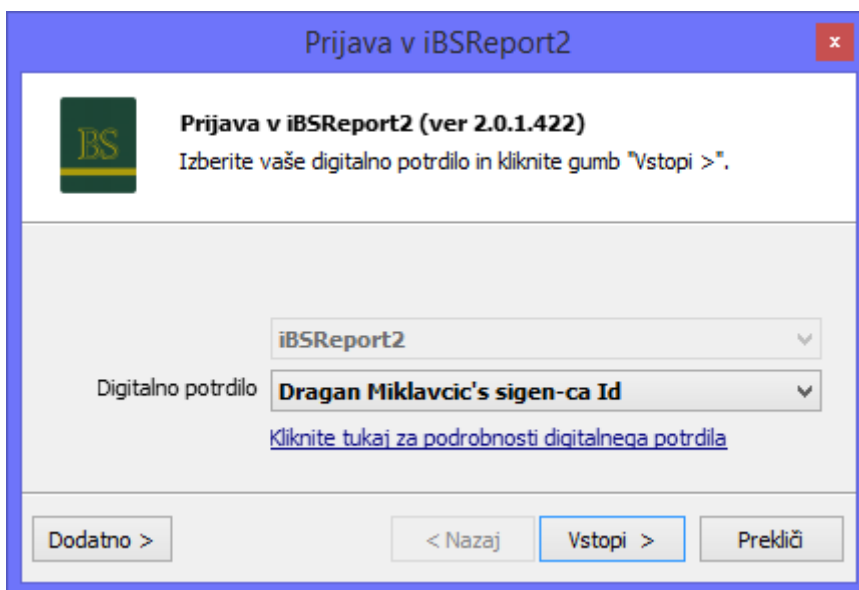 Prijava v iBSReport2
x
BS
Prijava v iBSReport2 (ver 2.0.1.422)
Izberite vaše digitalno potrdilo in kliknite gumb "Vstopi >".
iBSReport2
Digitalno potrdilo Dragan Miklavcic's sigen-ca Id
Kliknite tukaj za podrobnosti digitalnega potrdila
Dodatno > < Nazaj Vstopi > Prekliči